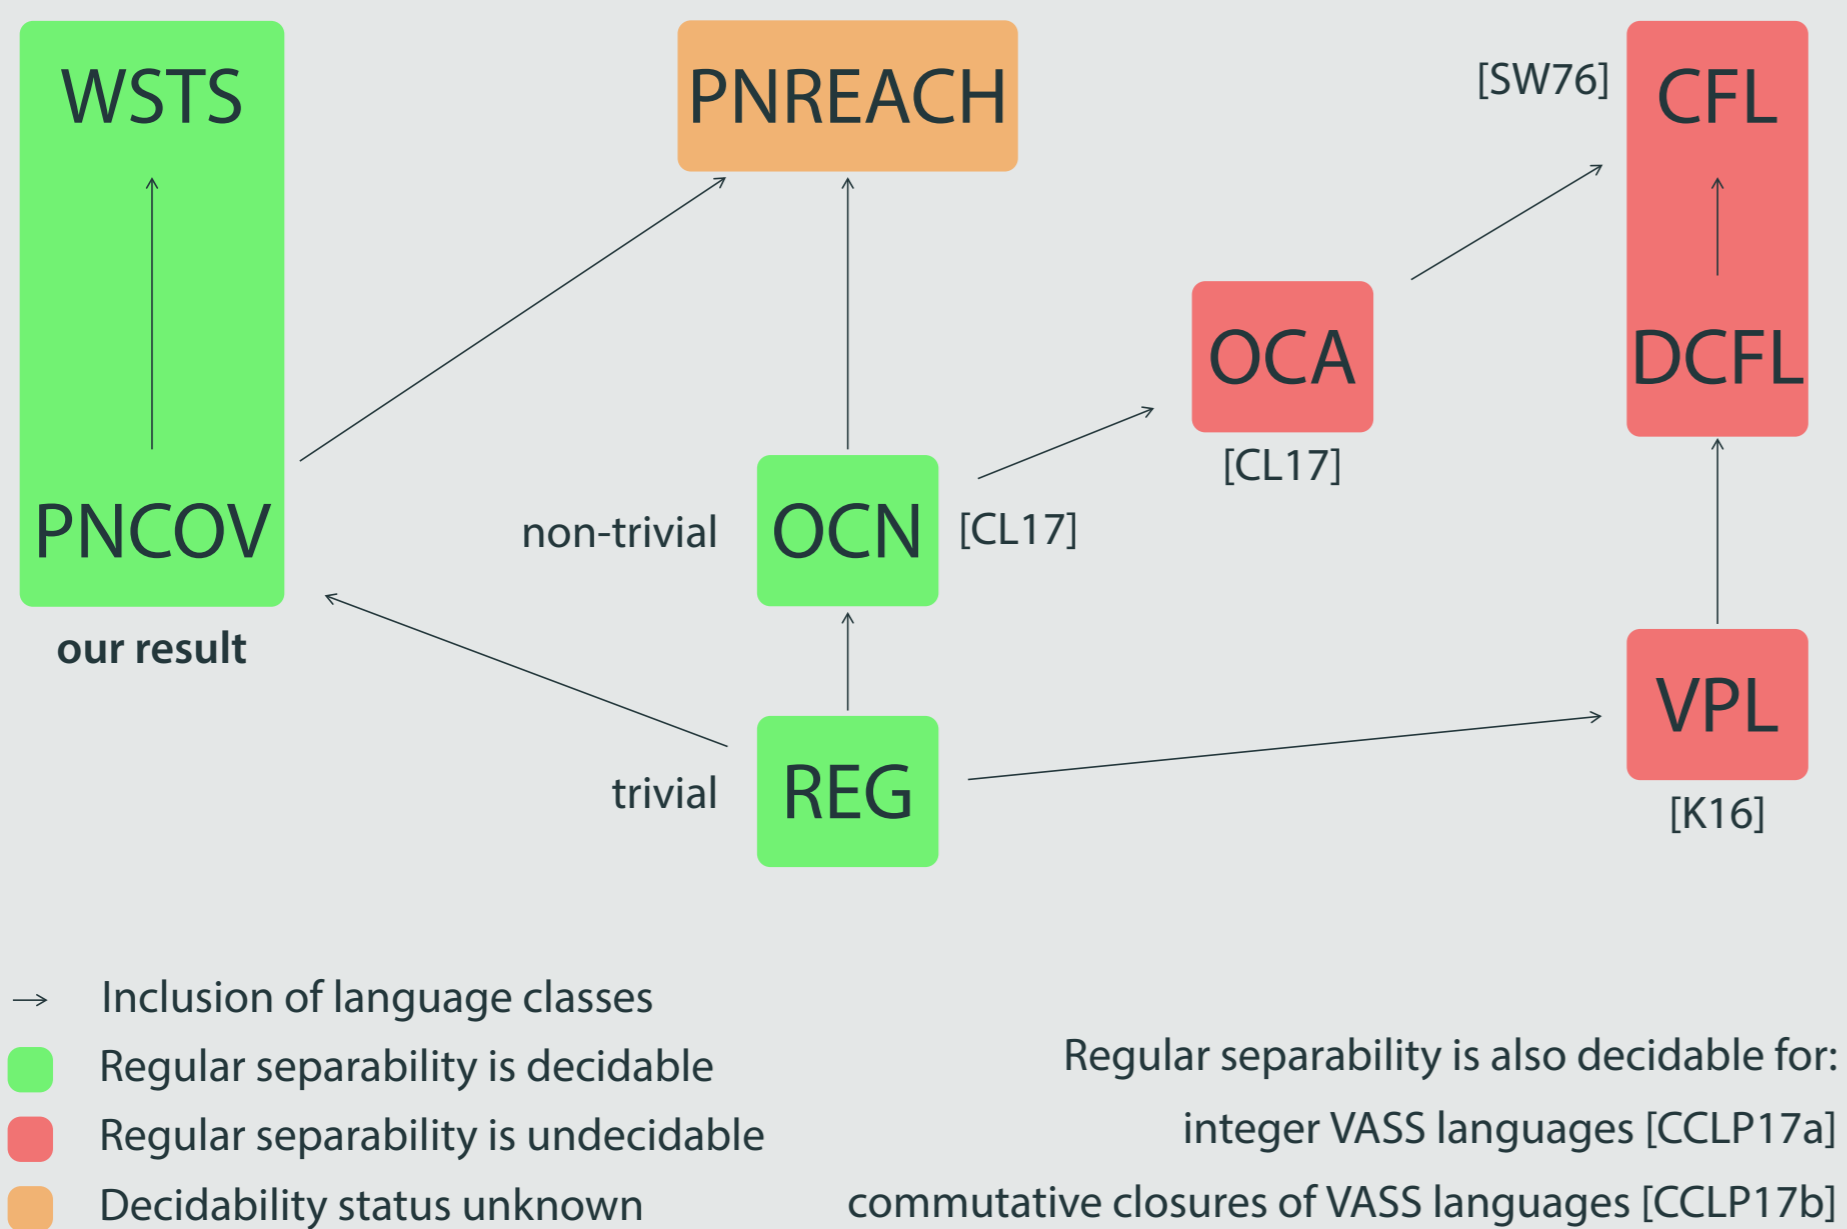 WSTS
PNREACH
[SW76]
CFL
OCA
DCFL
[CL17]
PNCOV
non-trivial
OCN
[CL17]
our result
VPL
trivial
REG
[K16]
→ Inclusion of language classes
Regular separability is decidable
Regular separability is undecidable
Decidability status unknown
Regular separability is also decidable for:
integer VASS languages [CCLP17a]
commutative closures of VASS languages [CCLP17b]